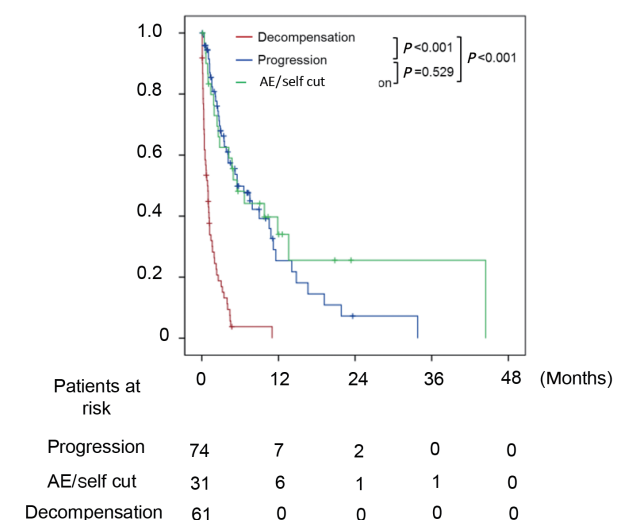 1.0
0.8
0.6
0.4
0.2
0
Decompensation
Progression
AE/self cut
on
P<0.001
P=0.529
P<0.001
0 12 24 36 48 (Months)
Patients at
risk
Progression 74 7 2 0 0
AE/self cut 31 6 1 1 0
Decompensation 61 0 0 0 0